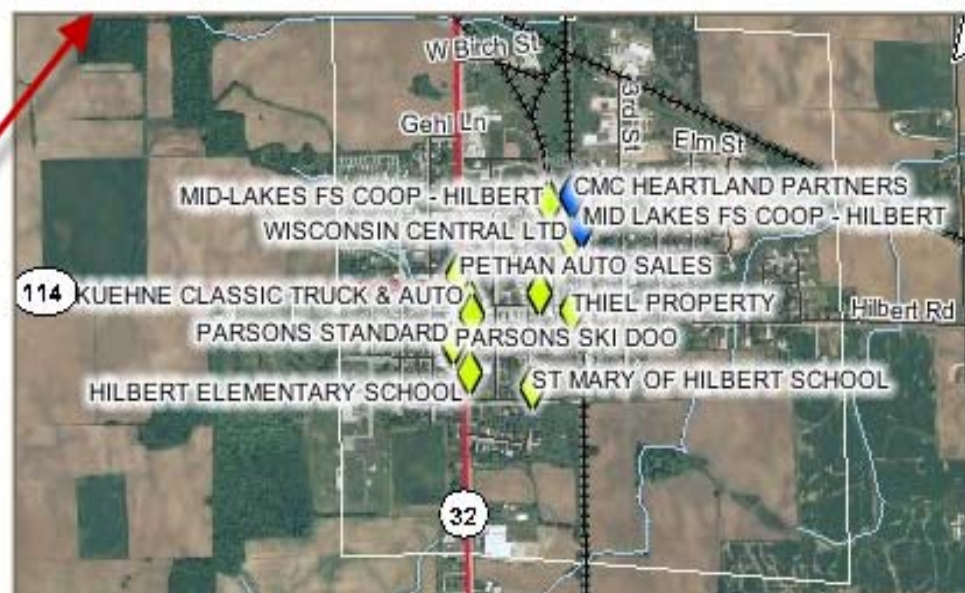 W Birch St
Gehl Ln
3rd St
Elm St
MID-LAKES FS COOP - HILBERT
CMC HEARTLAND PARTNERS
MID LAKES FS COOP - HILBERT
WISCONSIN CENTRAL LTD
PETHAN AUTO SALES
114
KUEHNE CLASSIC TRUCK & AUTO
THIEL PROPERTY
Hilbert Rd
PARSONS STANDARD
PARSONS SKI DOO
HILBERT ELEMENTARY SCHOOL
ST MARY OF HILBERT SCHOOL
32